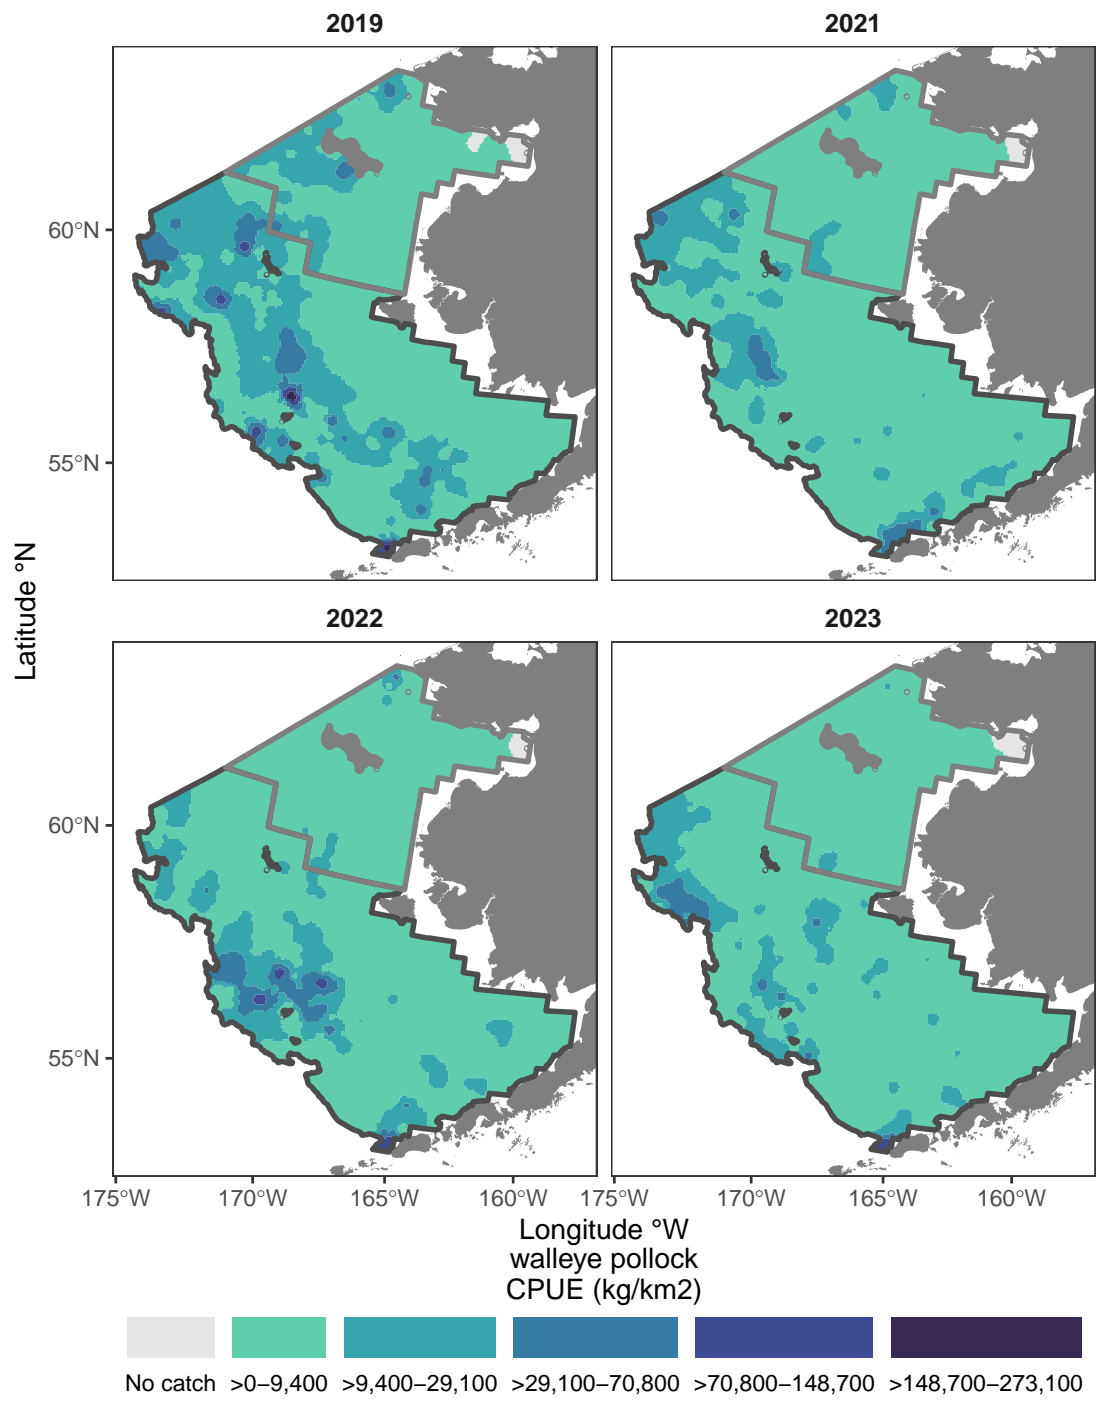 2019
2021
60°N
55°N
Latitude °N
2022
2023
60°N
55°N
175°W 170°W 165°W 160°W 175°W 170°W 165°W 160°W
Longitude °W
walleye pollock
CPUE (kg/km2)
No catch >0−9,400 >9,400−29,100 >29,100−70,800 >70,800−148,700 >148,700−273,100